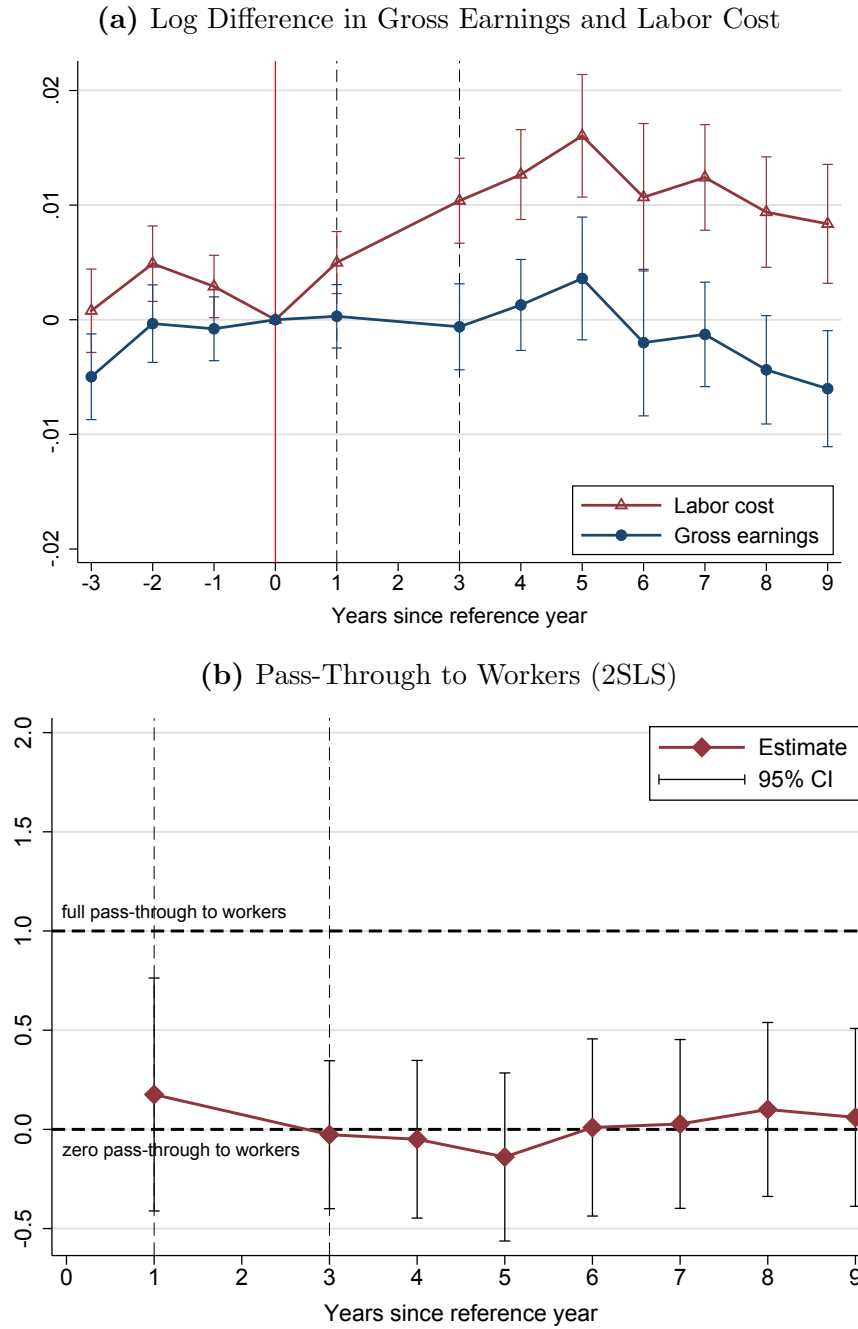 (a) Log Difference in Gross Earnings and Labor Cost
.02
.01
0
-.01
-.02
Labor cost
Gross earnings
-3 -2 -1 0 1 2 3 4 5 6 7 8 9
Years since reference year
(b) Pass-Through to Workers (2SLS)
2.0
1.5
1.0
0.5
0.0
-0.5
Estimate
95% CI
full pass-through to workers
zero pass-through to workers
0 1 2 3 4 5 6 7 8 9
Years since reference year